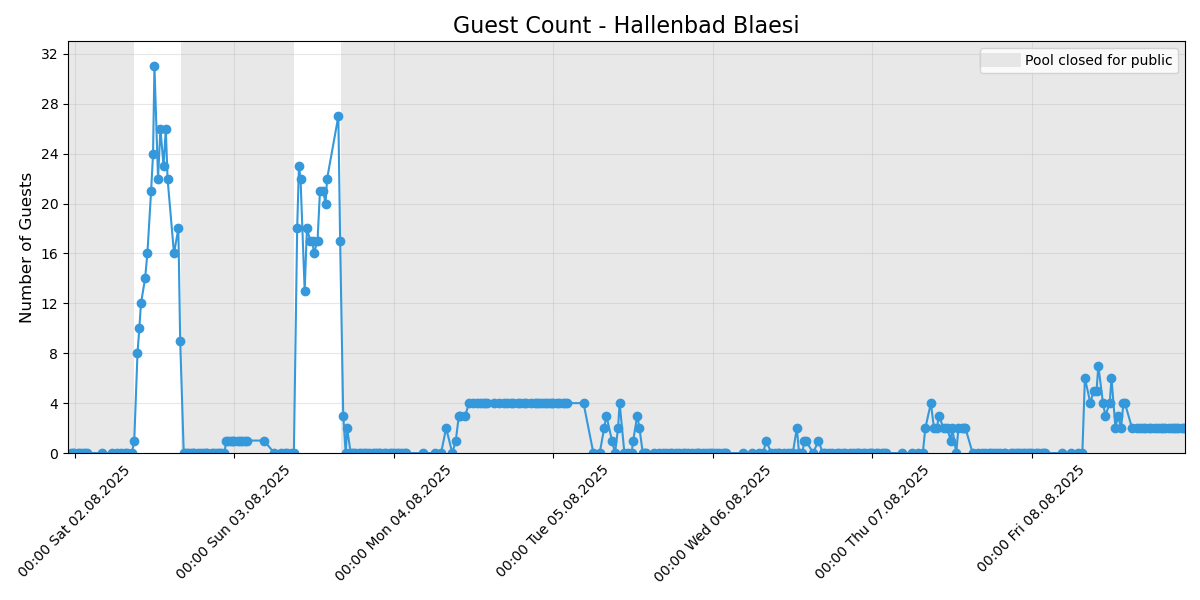 Guest Count - Hallenbad Blaesi
Pool closed for public
Number of Guests
32
28
24
20
16
12
8
4
0
00:00 Sat 02.08.2025
00:00 Sun 03.08.2025
00:00 Mon 04.08.2025
00:00 Tue 05.08.2025
00:00 Wed 06.08.2025
00:00 Thu 07.08.2025
00:00 Fri 08.08.2025